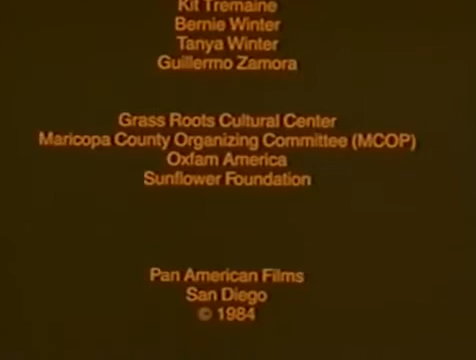 Kit Tremaine
Bernie Winter
Tanya Winter
Guillermo Zamora
Grass Roots Cultural Center
Maricopa County Organizing Committee (MCOP)
Oxfam America
Sunflower Foundation
Pan American Films
San Diego
© 1984